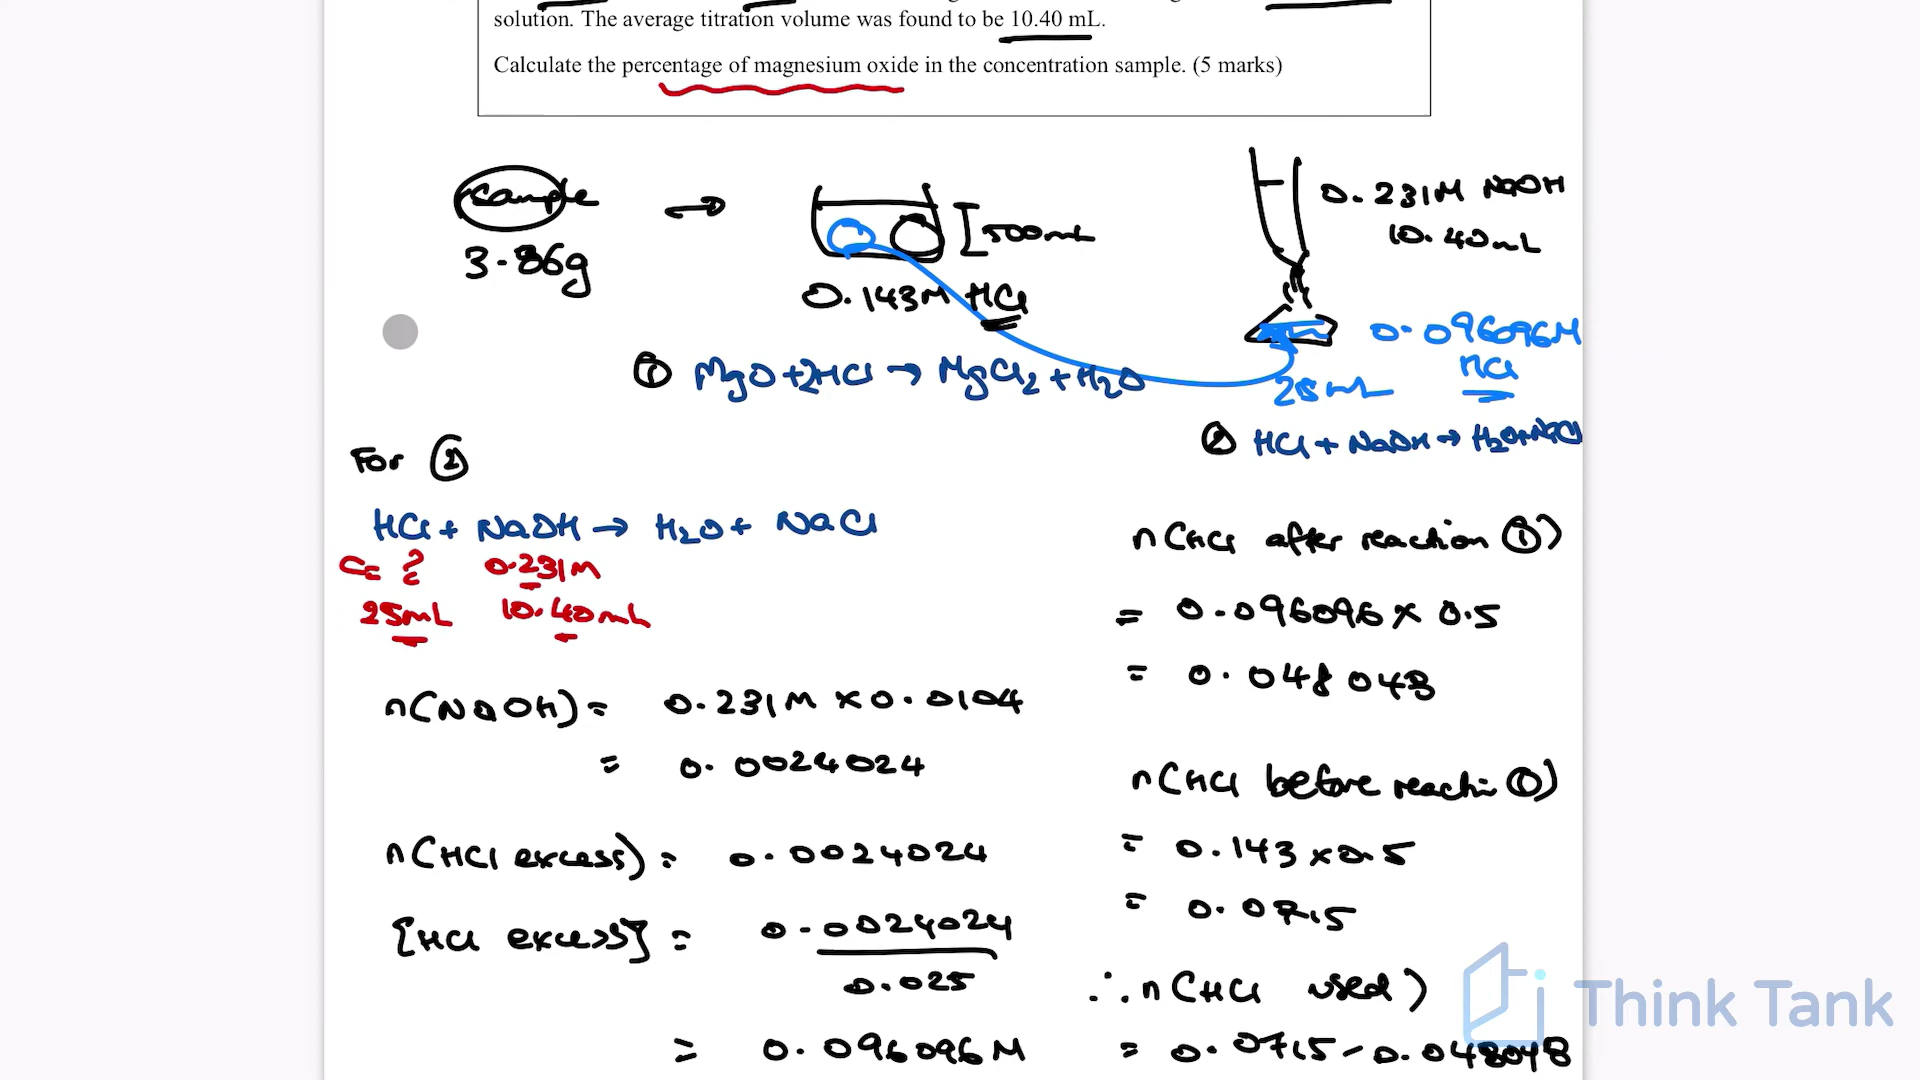 solution. The average titration volume was found to be 10.40 mL.
Calculate the percentage of magnesium oxide in the concentration sample. (5 marks)
sample
3.86g
500mL
0.143M HCl
0.231M NaOH
10.40mL
0.096096M
HCl
25mL
① MgO + 2HCl → MgCl2 + H2O
② HCl + NaOH → H2O + NaCl
For ②
HCl + NaOH → H2O + NaCl
C = ? 0.231M
25mL 10.40mL
n(NaOH) = 0.231M × 0.0104
= 0.0024024
n(HCl excess) = 0.0024024
[HCl excess] = 0.0024024
0.025
= 0.096096M
n(HCl after reaction ①)
= 0.096096 × 0.5
= 0.048048
n(HCl before reactin ①)
= 0.143 × 0.5
= 0.0715
∴ n(HCl used)
= 0.0715 - 0.048048
Think Tank